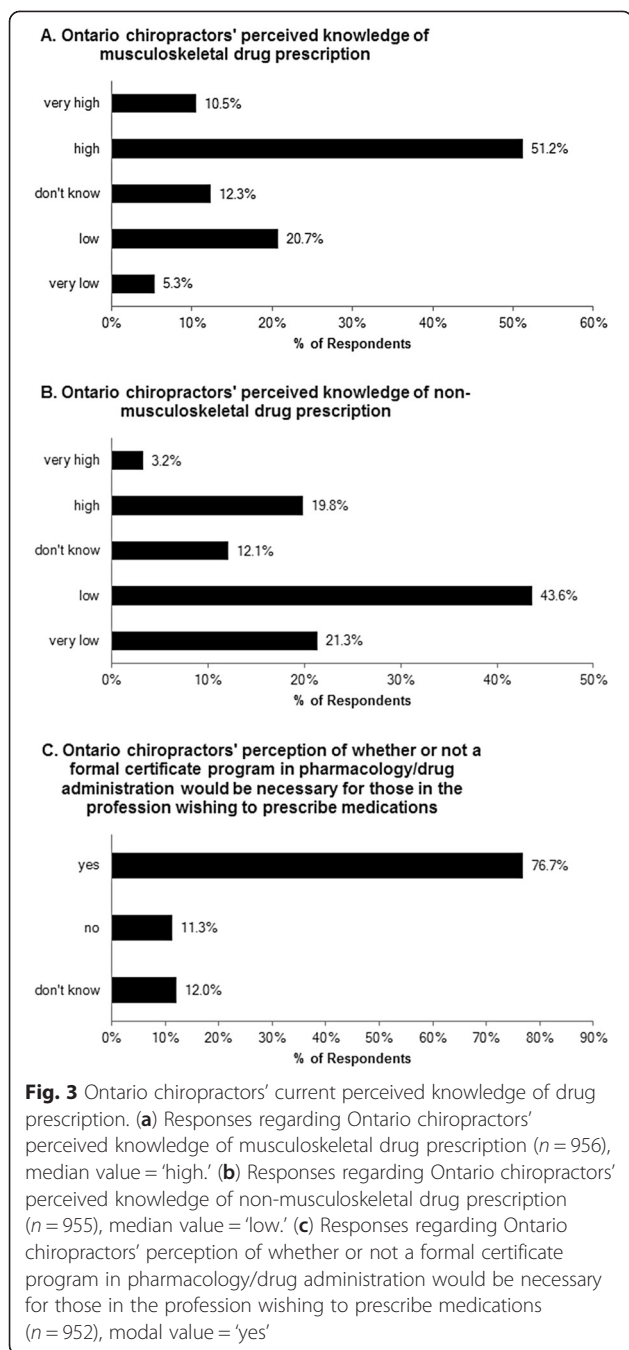 A. Ontario chiropractors' perceived knowledge of
musculoskeletal drug prescription
very high
10.5%
high
51.2%
don't know
12.3%
low
20.7%
very low
5.3%
0% 10% 20% 30% 40% 50% 60%
% of Respondents
B. Ontario chiropractors' perceived knowledge of non-
musculoskeletal drug prescription
very high
3.2%
high
19.8%
don't know
12.1%
low
43.6%
very low
21.3%
0% 10% 20% 30% 40% 50%
% of Respondents
C. Ontario chiropractors' perception of whether or not a
formal certificate program in pharmacology/drug
administration would be necessary for those in the
profession wishing to prescribe medications
yes
76.7%
no
11.3%
don't know
12.0%
0% 10% 20% 30% 40% 50% 60% 70% 80% 90%
% of Respondents
Fig. 3 Ontario chiropractors’ current perceived knowledge of drug
prescription. (a) Responses regarding Ontario chiropractors’
perceived knowledge of musculoskeletal drug prescription (n = 956),
median value = ‘high.’ (b) Responses regarding Ontario chiropractors’
perceived knowledge of non-musculoskeletal drug prescription
(n = 955), median value = ‘low.’ (c) Responses regarding Ontario
chiropractors’ perception of whether or not a formal certificate
program in pharmacology/drug administration would be necessary
for those in the profession wishing to prescribe medications
(n = 952), modal value = ‘yes’